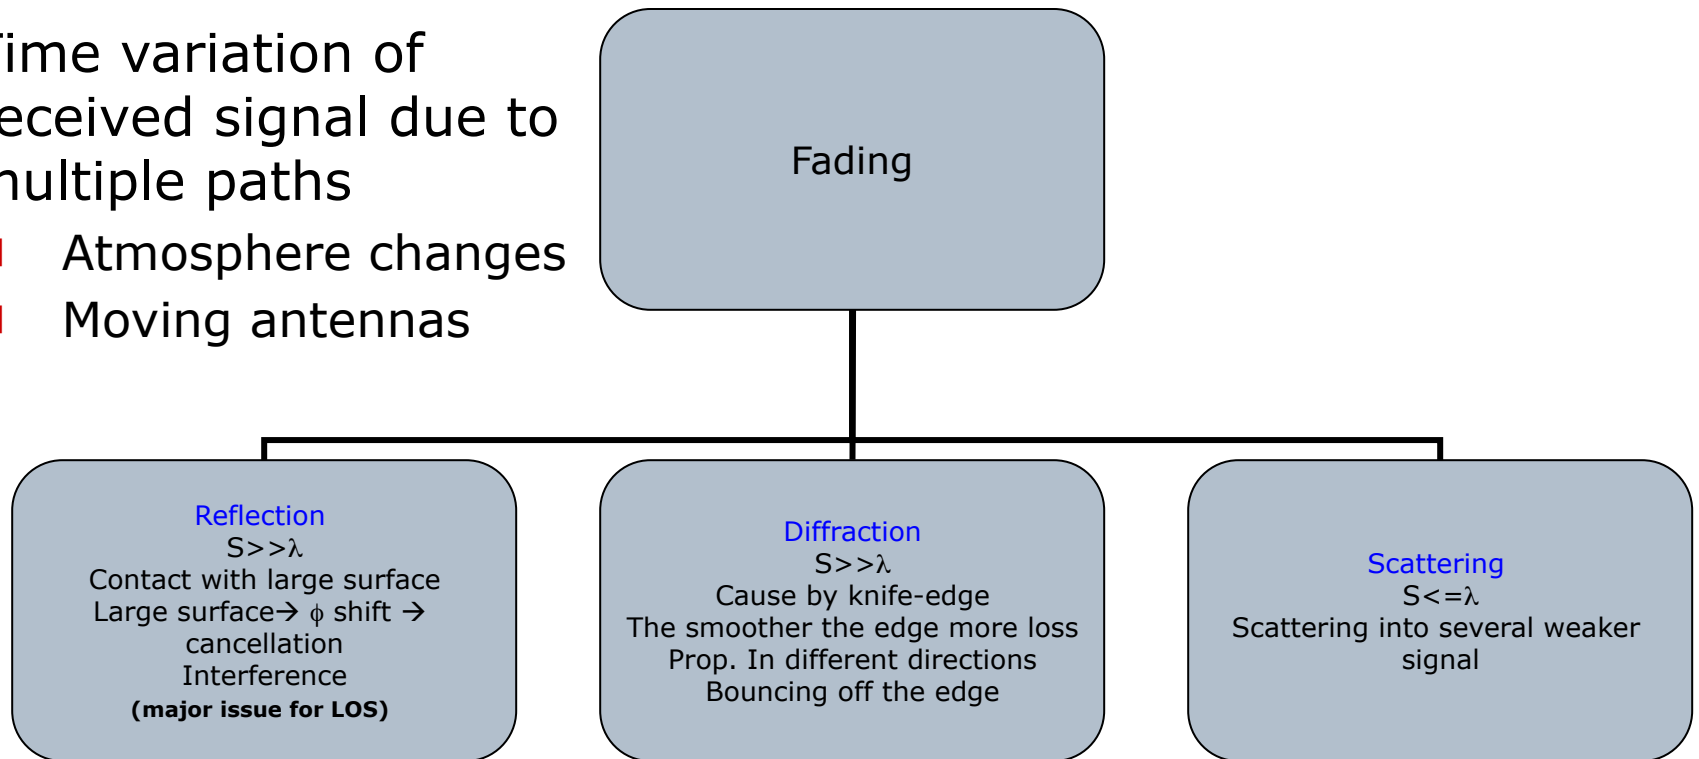 ime variation of
eceived signal due to
nultiple paths
Atmosphere changes
Moving antennas
Fading
Reflection
S>>λ
Contact with large surface
Large surface→ ϕ shift →
cancellation
Interference
(major issue for LOS)
Diffraction
S>>λ
Cause by knife-edge
The smoother the edge more loss
Prop. In different directions
Bouncing off the edge
Scattering
S<=λ
Scattering into several weaker
signal